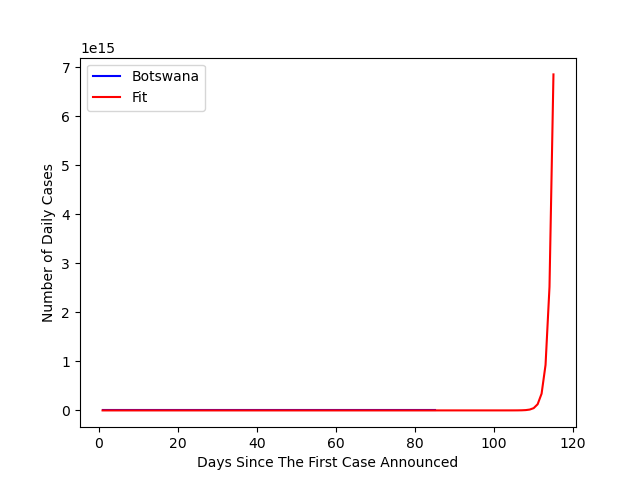 1e15
7
6
5
4
3
2
1
0
Number of Daily Cases
Botswana
Fit
0 20 40 60 80 100 120
Days Since The First Case Announced